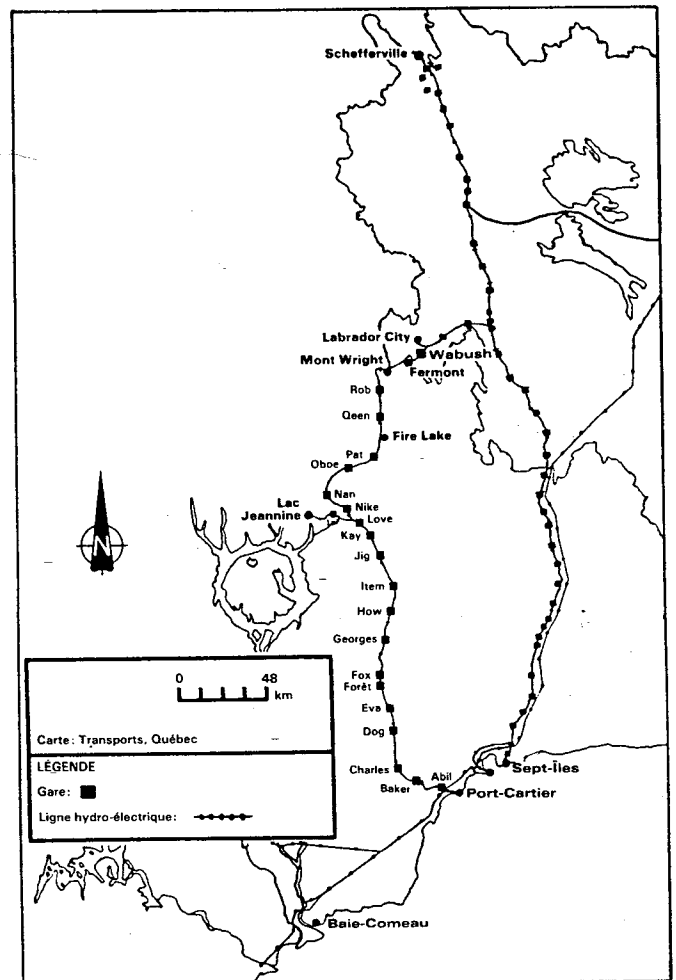 Schefferville
Labrador City
Wabush
Mont Wright
Fermont
Rob
Qeen
Fire Lake
Pat
Oboe
Nan
Lac
Jeannine
Nike
Love
Kay
Jig
N
Item
How
Georges
Fox
Forêt
Eva
Dog
Charles
Baker
Abil
Sept-Îles
Port-Cartier
Baie-Comeau
0 48
km
Carte: Transports, Québec
LÉGENDE
Gare:
Ligne hydro-électrique: